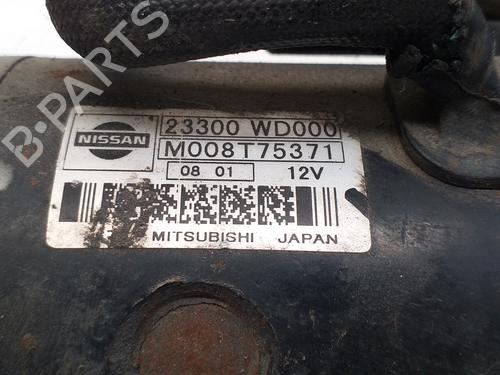 B-PARTS
NISSAN
23300 WD000
M008T75371
08 01 12V
MITSUBISHI JAPAN